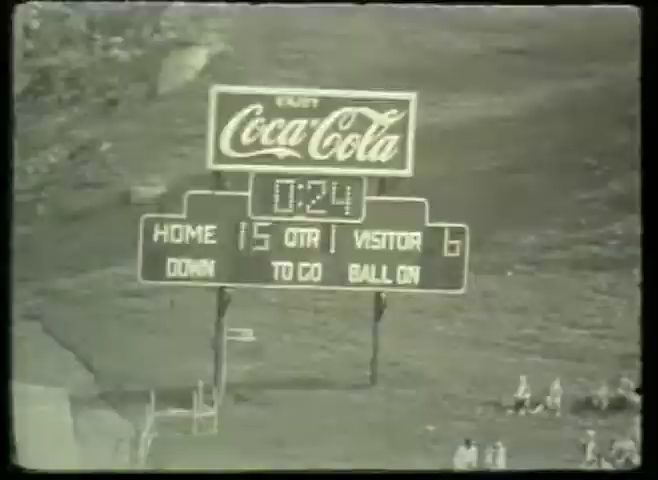 ENJOY
Coca-Cola
0:24
HOME 15 QTR 1 VISITOR 6
DOWN TO GO BALL ON